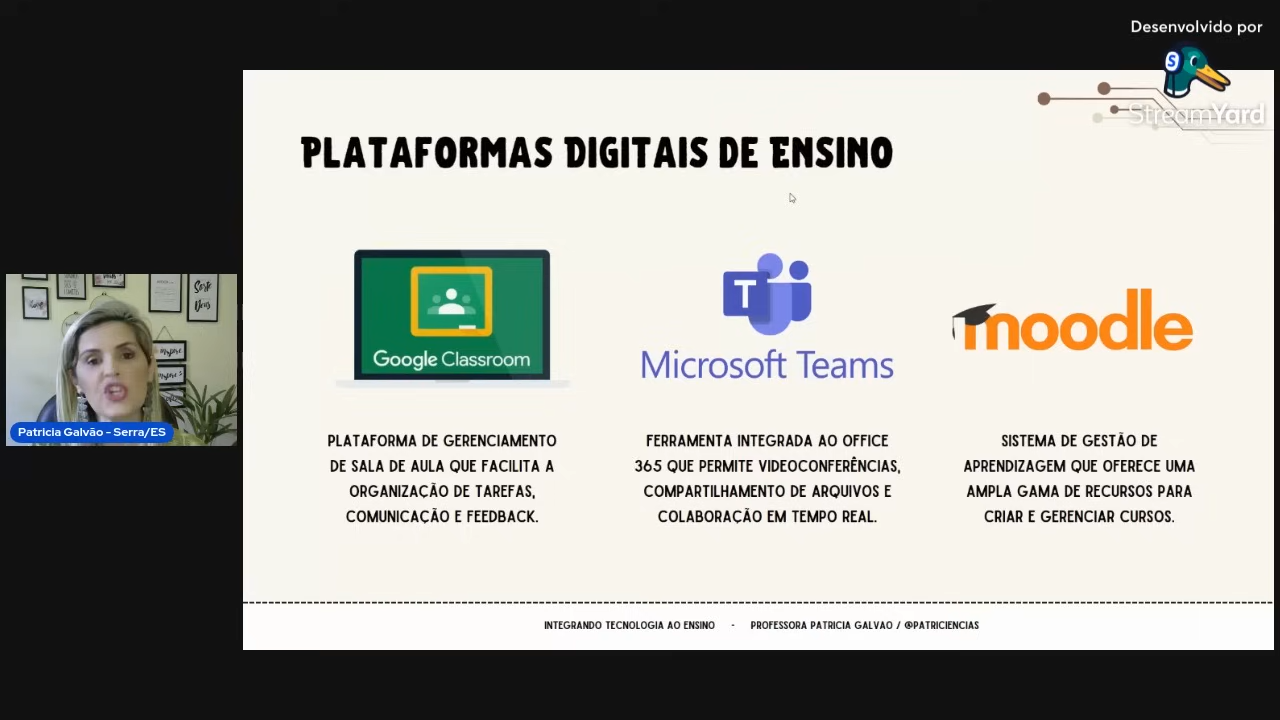 Desenvolvido por
StreamYard
PLATAFORMAS DIGITAIS DE ENSINO
Google Classroom
T
Microsoft Teams
moodle
PLATAFORMA DE GERENCIAMENTO
DE SALA DE AULA QUE FACILITA A
ORGANIZAÇÃO DE TAREFAS,
COMUNICAÇÃO E FEEDBACK.
FERRAMENTA INTEGRADA AO OFFICE
365 QUE PERMITE VIDEOCONFERÊNCIAS,
COMPARTILHAMENTO DE ARQUIVOS E
COLABORAÇÃO EM TEMPO REAL.
SISTEMA DE GESTÃO DE
APRENDIZAGEM QUE OFERECE UMA
AMPLA GAMA DE RECURSOS PARA
CRIAR E GERENCIAR CURSOS.
Patricia Galvão - Serra/ES
INTEGRANDO TECNOLOGIA AO ENSINO - PROFESSORA PATRICIA GALVAO / @PATRICIENCIAS